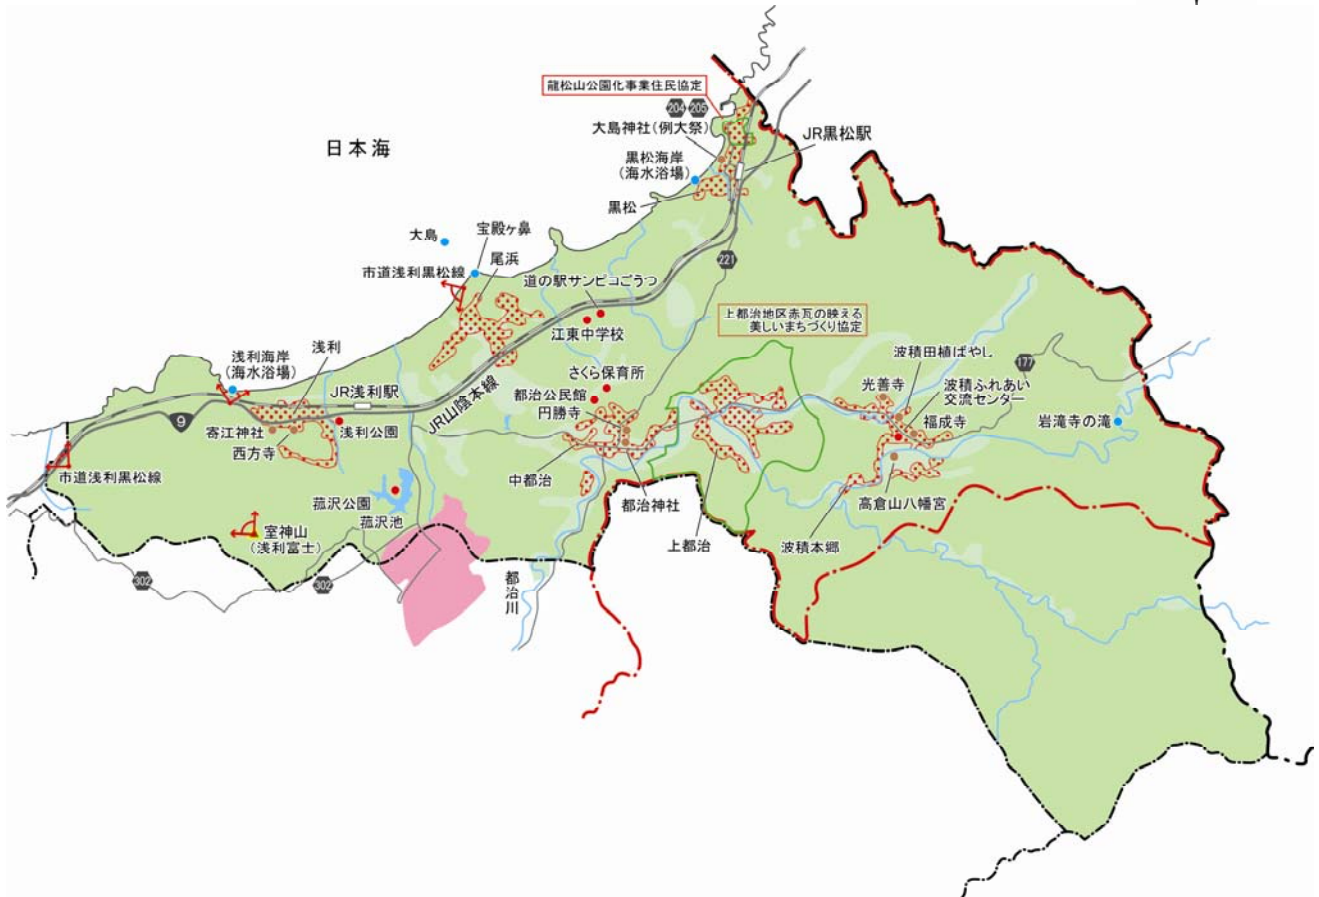 龍松山公園化事業住民協定
204 205
大島神社(例大祭)
JR黒松駅
日本海
黒松海岸
(海水浴場)
黒松
大島
宝殿ヶ鼻
尾浜
市道浅利黒松線
221
道の駅サンピコごうつ
江東中学校
上都治地区赤瓦の映える
美しいまちづくり協定
浅利海岸
(海水浴場)
浅利
JR浅利駅
JR山陰本線
さくら保育所
都治公民館
円勝寺
波積田植ばやし
177
光善寺
波積ふれあい
交流センター
福成寺
岩滝寺の滝
9
寄江神社
西方寺
浅利公園
市道浅利黒松線
中都治
菰沢公園
菰沢池
都治神社
高倉山八幡宮
上都治
波積本郷
室神山
(浅利富士)
302
302
都治川